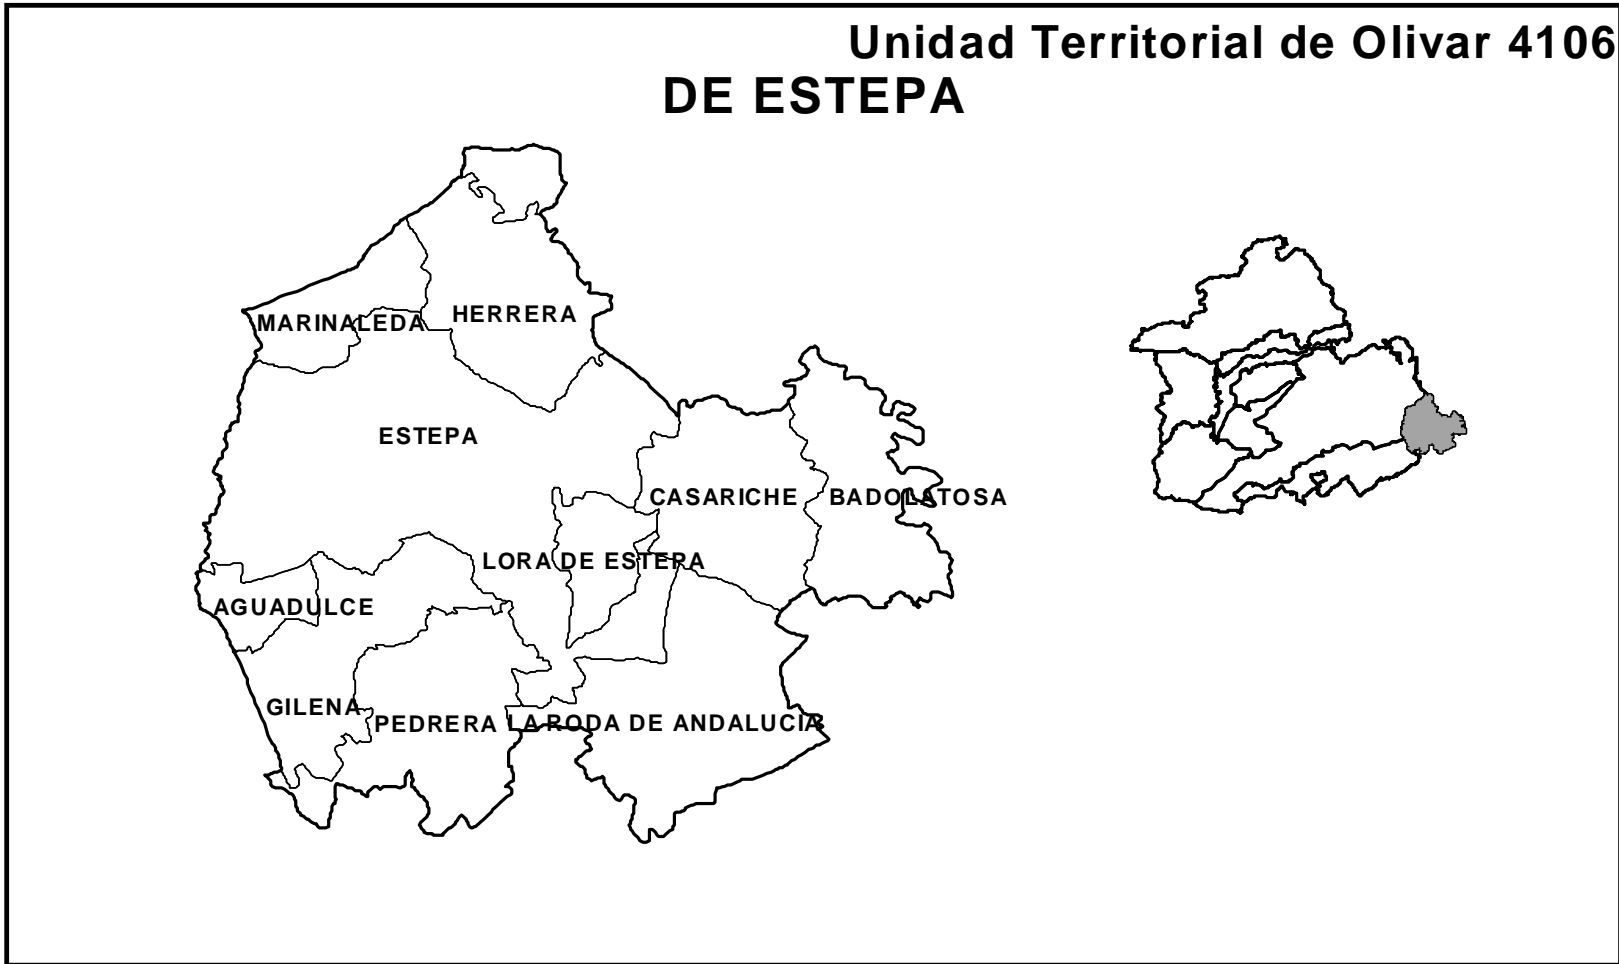 Unidad Territorial de Olivar 4106
DE ESTEPA
HERRERA
MARINALEDA
ESTEPA
CASARICHE
BADOLATOSA
LORA DE ESTEPA
AGUADULCE
GILENA
PEDRERA
LA RODA DE ANDALUCIA